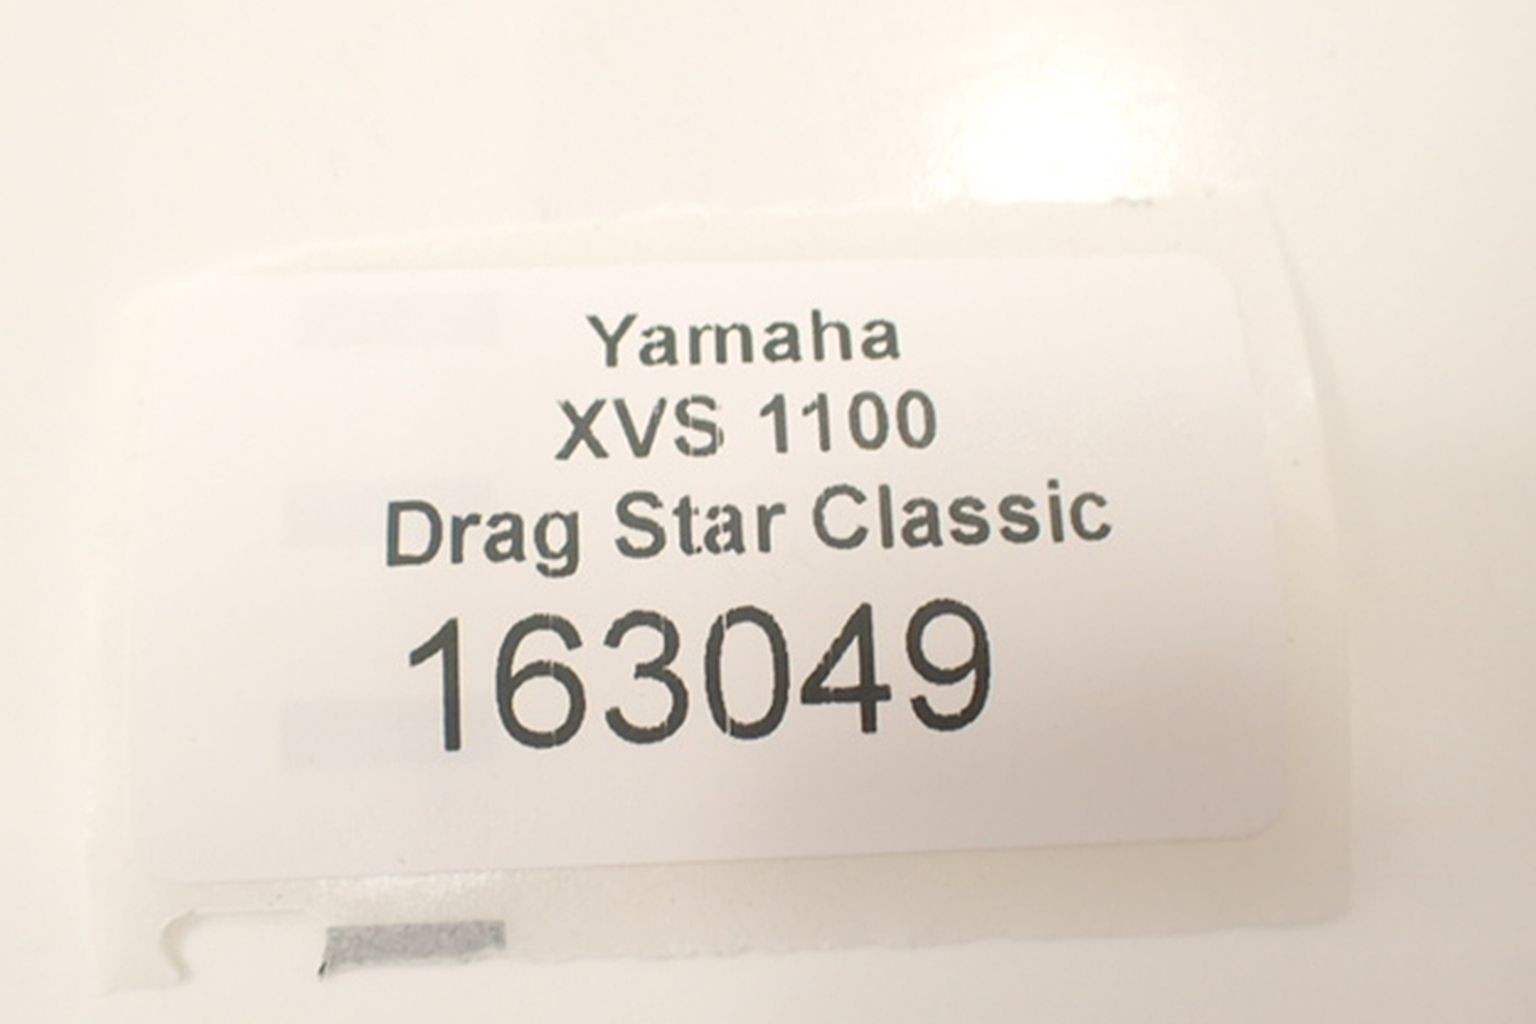 Yamaha
XVS 1100
Drag Star Classic
163049